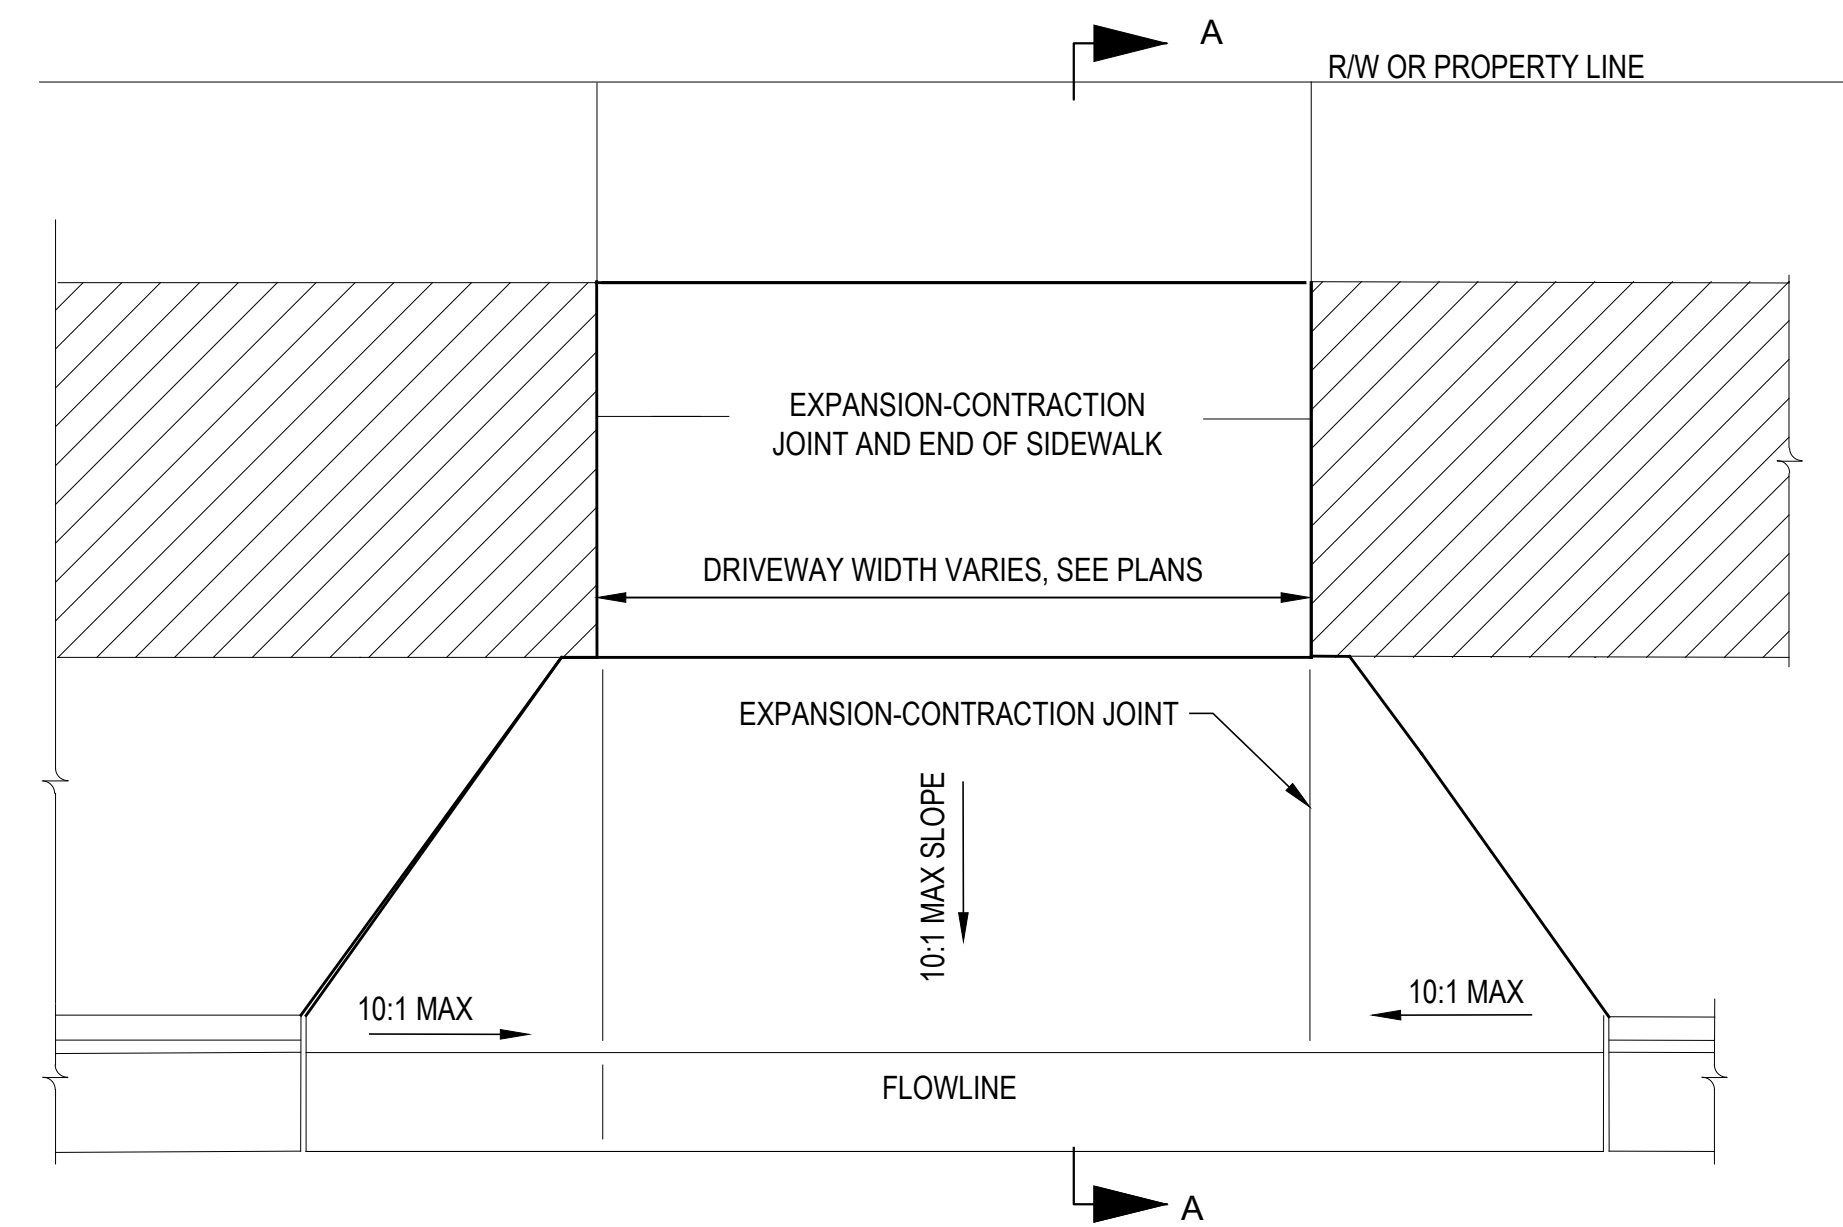 A
R/W OR PROPERTY LINE
EXPANSION-CONTRACTION
JOINT AND END OF SIDEWALK
DRIVEWAY WIDTH VARIES, SEE PLANS
EXPANSION-CONTRACTION JOINT
10:1 MAX SLOPE
10:1 MAX
10:1 MAX
FLOWLINE
A